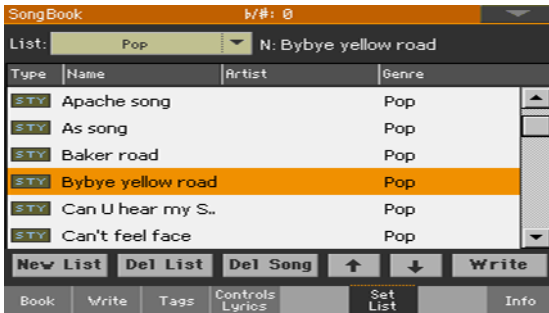 SongBook ♭/#: 0
List: Pop N: Bybye yellow road
Type Name Artist Genre
STY Apache song Pop
STY As song Pop
STY Baker road Pop
STY Bybye yellow road Pop
STY Can U hear my S.. Pop
STY Can't feel face Pop
New List Del List Del Song ↑ ↓ Write
Book Write Tags Controls Lyrics Set List Info